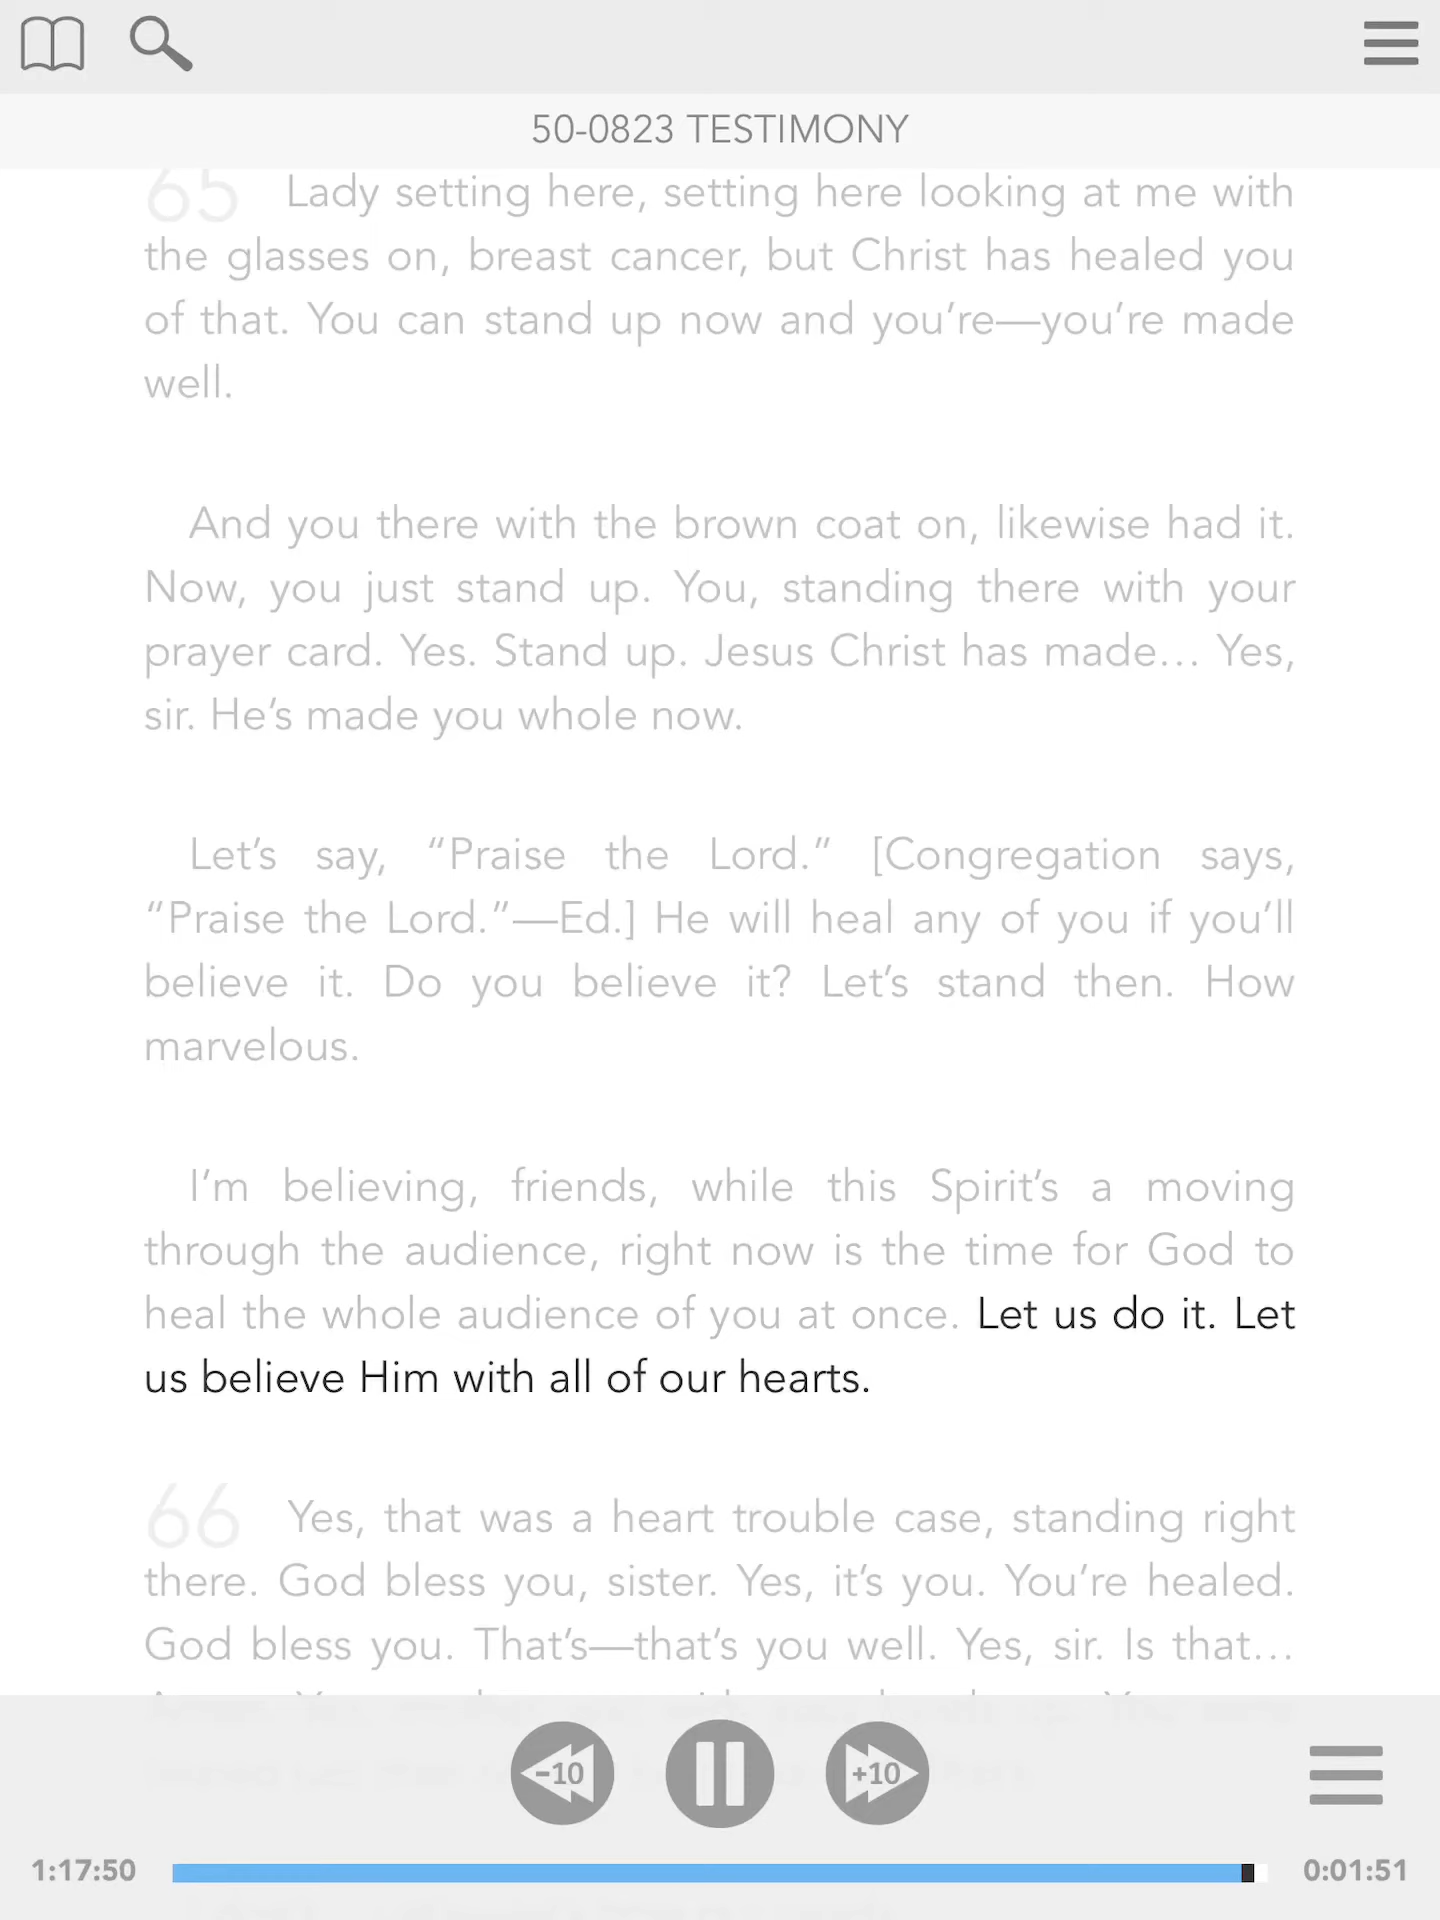 50-0823 TESTIMONY
65 Lady setting here, setting here looking at me with
the glasses on, breast cancer, but Christ has healed you
of that. You can stand up now and you’re—you’re made
well.
And you there with the brown coat on, likewise had it.
Now, you just stand up. You, standing there with your
prayer card. Yes. Stand up. Jesus Christ has made… Yes,
sir. He’s made you whole now.
Let’s say, “Praise the Lord.” [Congregation says,
“Praise the Lord.”—Ed.] He will heal any of you if you’ll
believe it. Do you believe it? Let’s stand then. How
marvelous.
I’m believing, friends, while this Spirit’s a moving
through the audience, right now is the time for God to
heal the whole audience of you at once. Let us do it. Let
us believe Him with all of our hearts.
66 Yes, that was a heart trouble case, standing right
there. God bless you, sister. Yes, it’s you. You’re healed.
God bless you. That’s—that’s you well. Yes, sir. Is that…
-10 +10
1:17:50 0:01:51